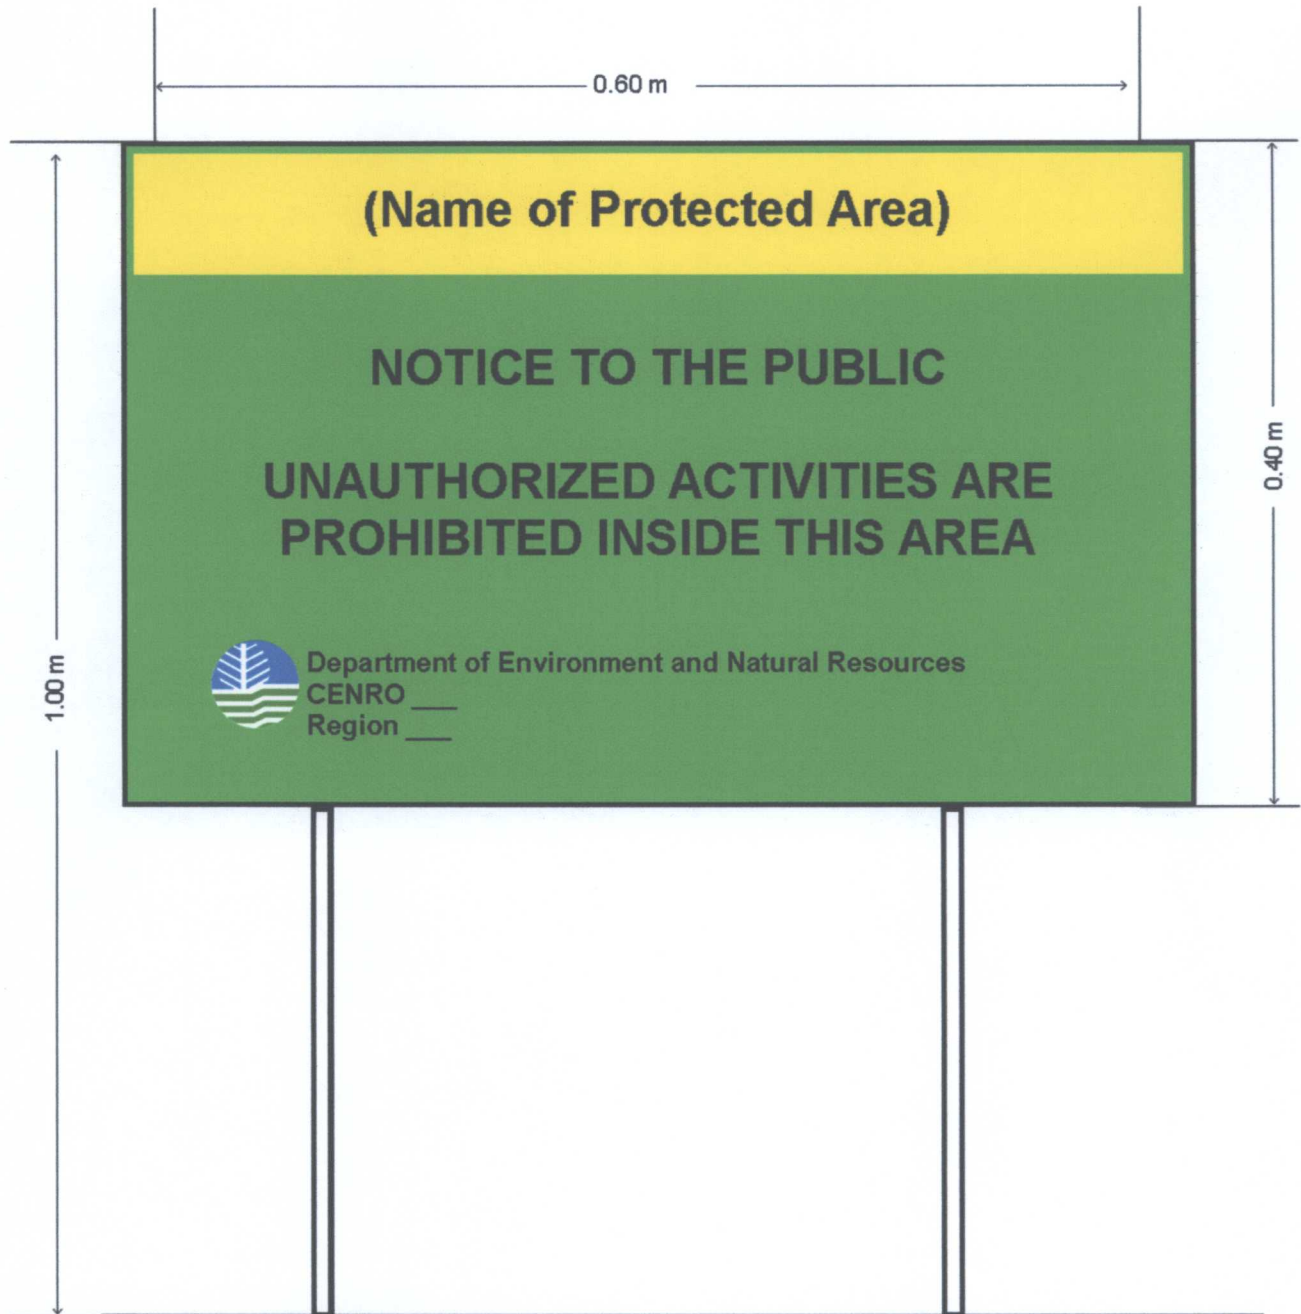 0.60 m
(Name of Protected Area)
NOTICE TO THE PUBLIC
UNAUTHORIZED ACTIVITIES ARE
PROHIBITED INSIDE THIS AREA
Department of Environment and Natural Resources
CENRO ___
Region ___
1.00 m
0.40 m